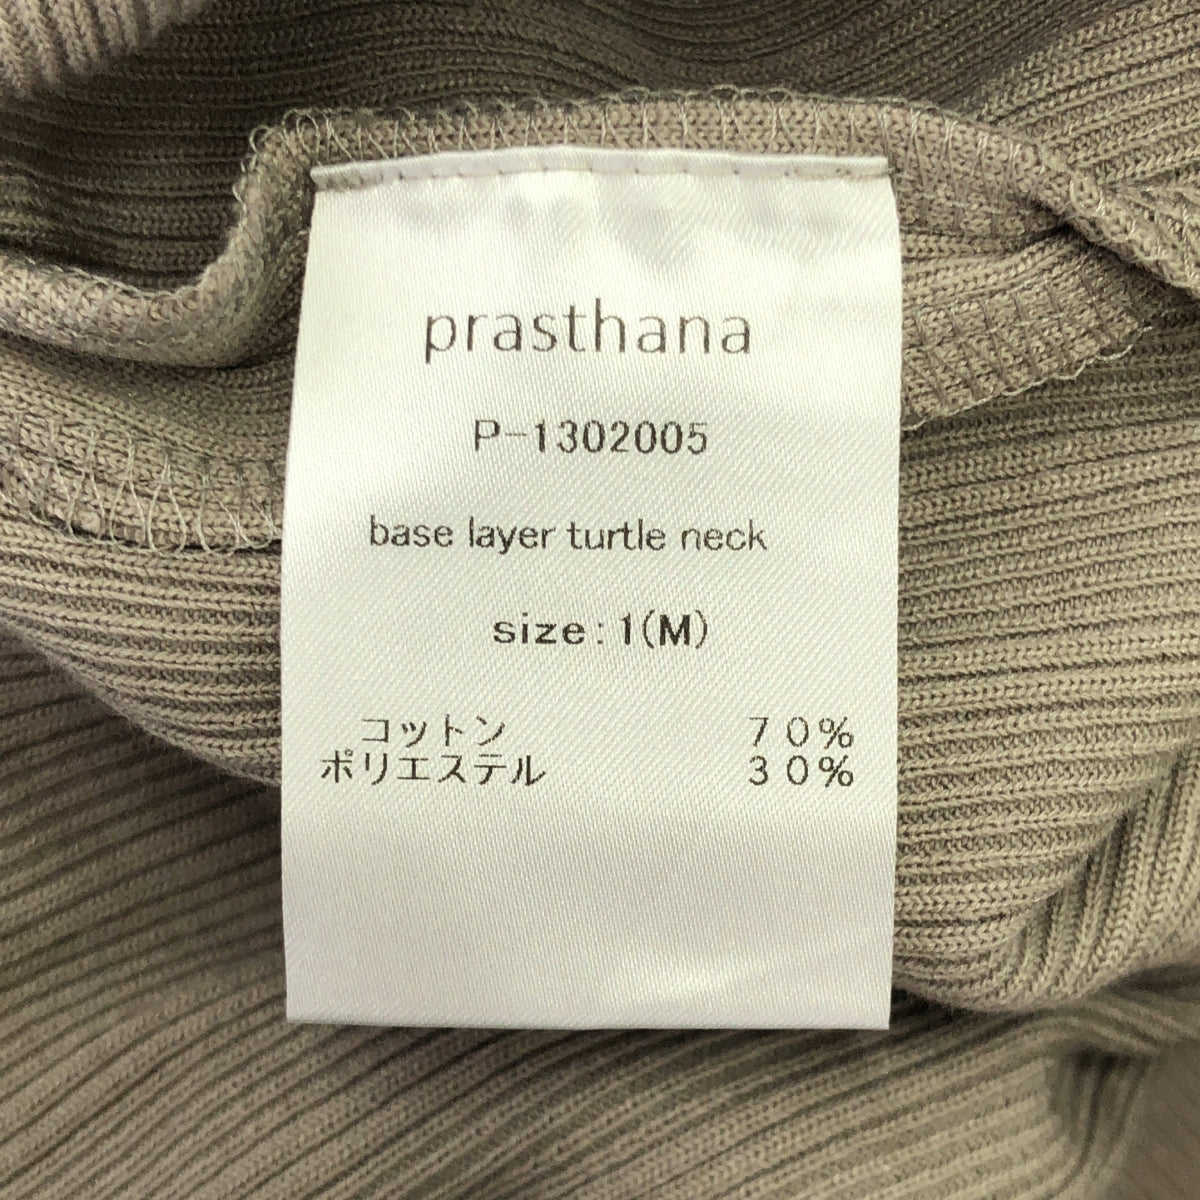 prasthana
P-1302005
base layer turtle neck
size:1(M)
コットン 70%
ポリエステル 30%